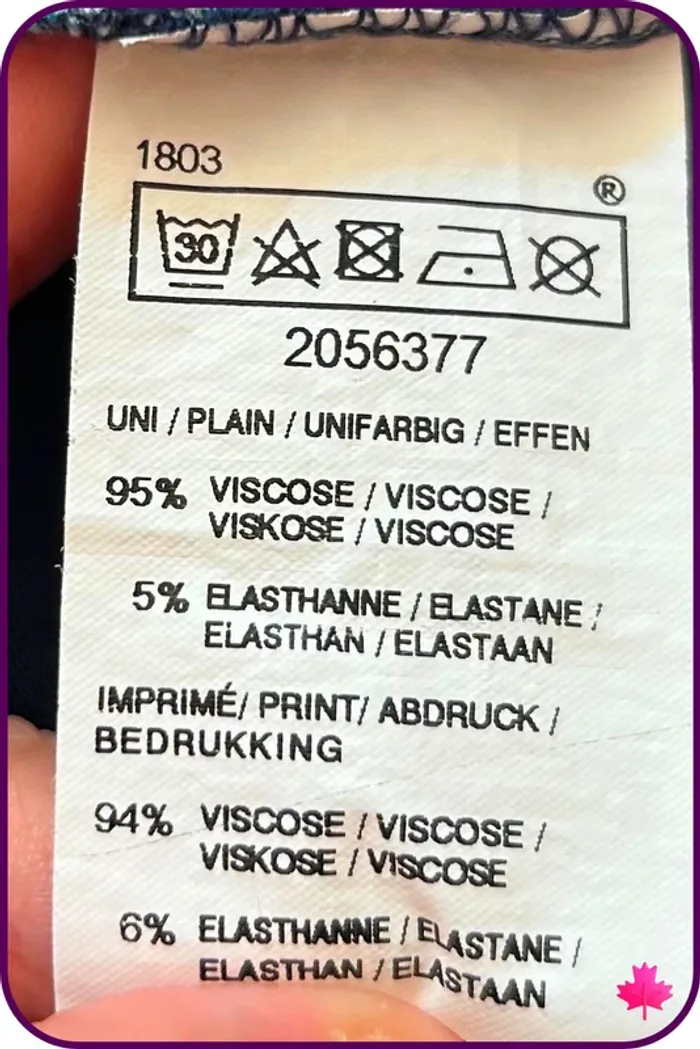 1803
®
30
2056377
UNI / PLAIN / UNIFARBIG / EFFEN
95% VISCOSE / VISCOSE /
VISKOSE / VISCOSE
5% ELASTHANNE / ELASTANE /
ELASTHAN / ELASTAAN
IMPRIMÉ/ PRINT/ ABDRUCK /
BEDRUKKING
94% VISCOSE / VISCOSE /
VISKOSE / VISCOSE
6% ELASTHANNE / ELASTANE /
ELASTHAN / ELASTAAN